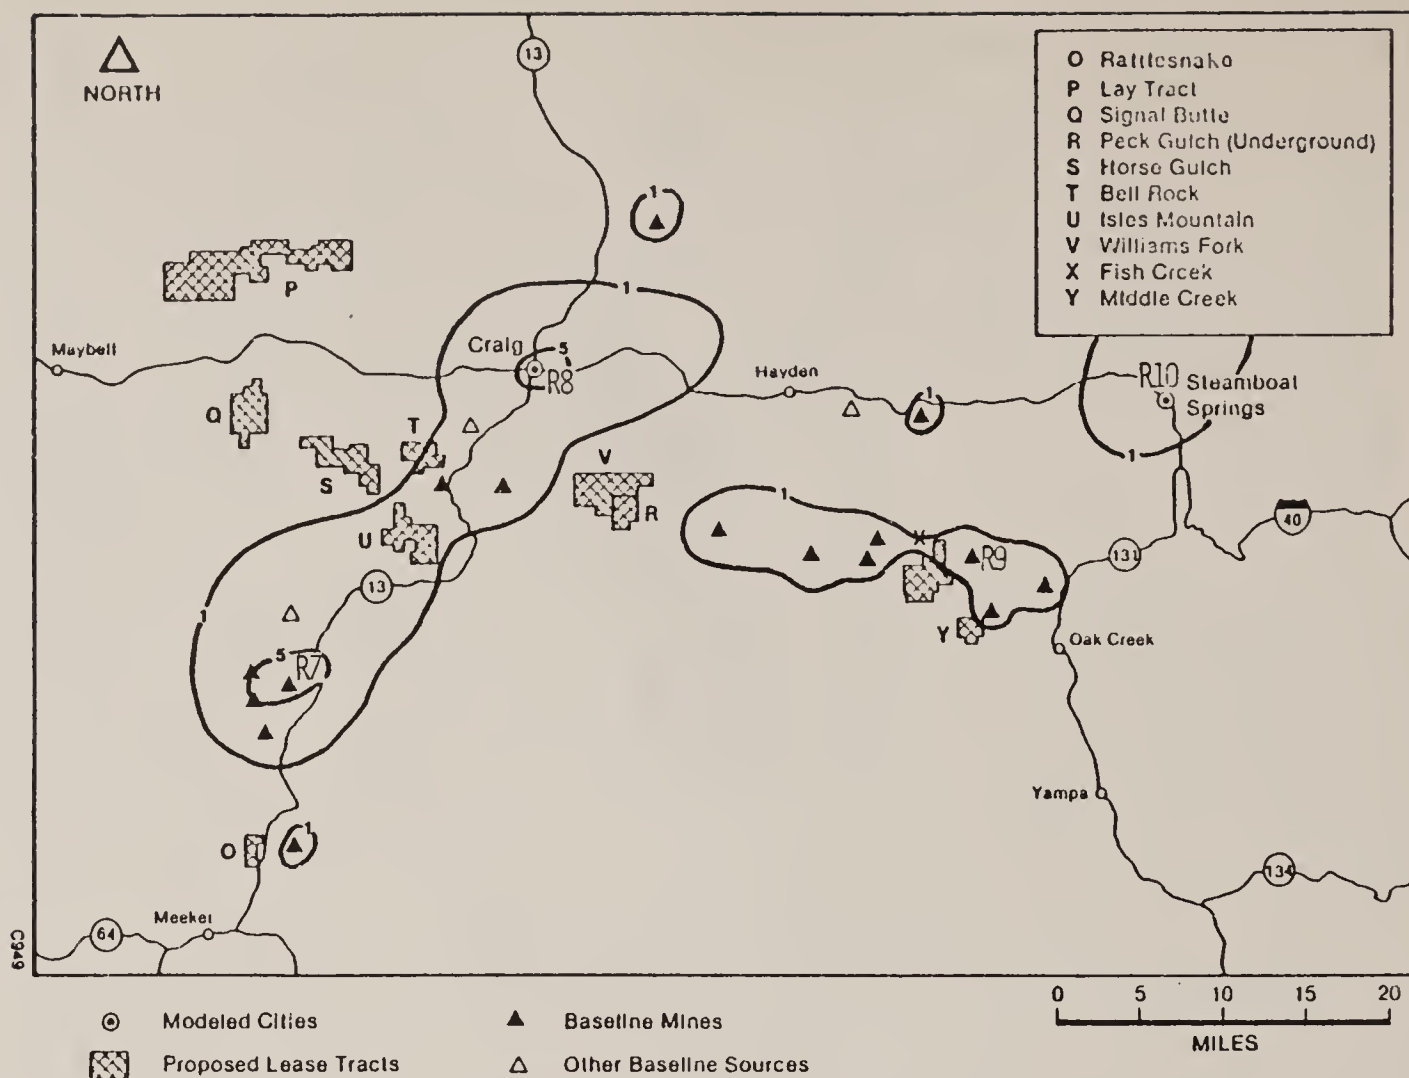 NORTH
13
O Rattlesnako
P Lay Tract
Q Signal Butte
R Peck Gulch (Underground)
S Horse Gulch
T Bell Rock
U Isles Mountain
V Williams Fork
X Fish Creek
Y Middle Creek
1
P
1
Maybell
Craig
5
R8
Hayden
1
R10
Steamboat
Springs
Q
T
V
1
S
R
1
40
U
X
R9
131
13
1
Y
Oak Creek
5
R7
Yampa
1
O
134
Meeker
64
C949
0 5 10 15 20
MILES
Modeled Cities
Baseline Mines
Proposed Lease Tracts
Other Baseline Sources